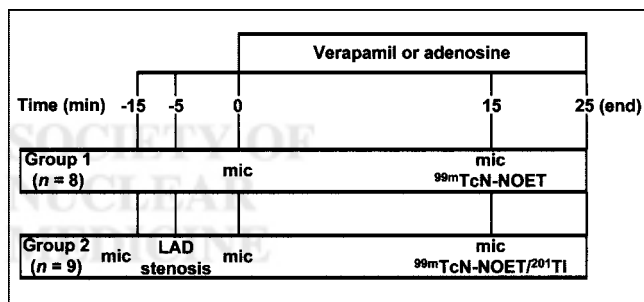 Verapamil or adenosine
Time (min) -15 -5 0 15 25 (end)
Group 1
(n = 8)
mic
mic
99mTcN-NOET
Group 2
(n = 9)
mic
LAD
stenosis
mic
mic
99mTcN-NOET/201Tl
SOCIETY OF
NUCLEAR
MEDICINE